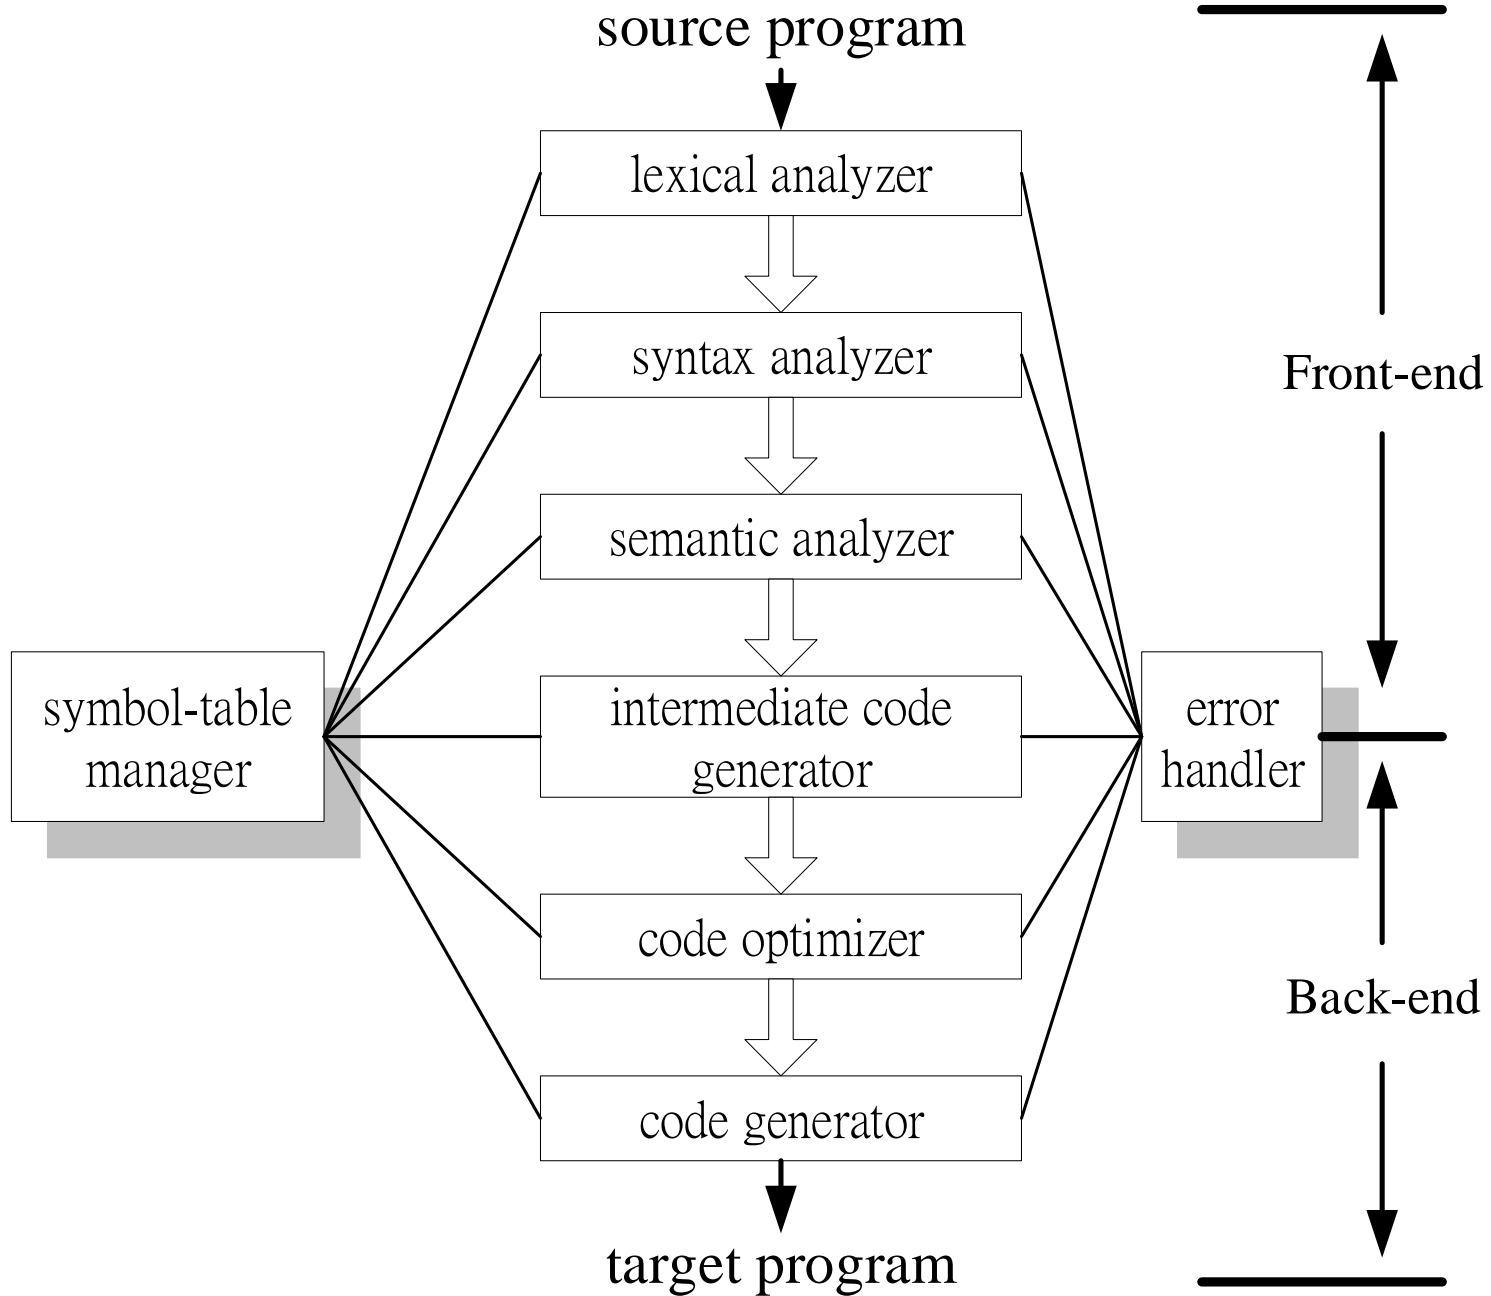 source program
lexical analyzer
syntax analyzer
Front-end
semantic analyzer
symbol-table
manager
intermediate code
generator
error
handler
code optimizer
Back-end
code generator
target program